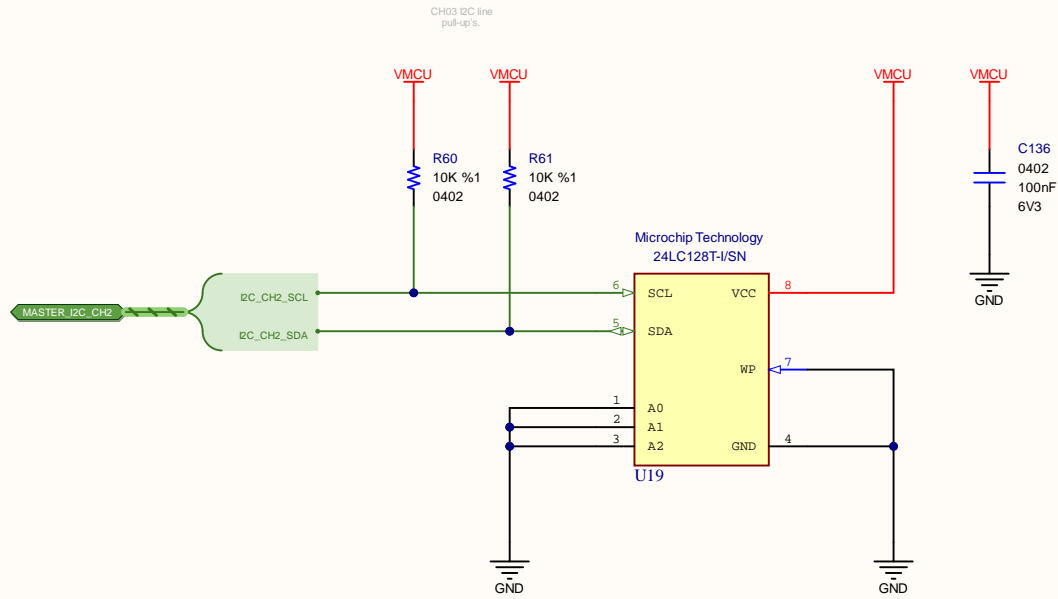 CH03 I2C line
pull-up's.
VMCU
VMCU
VMCU
VMCU
R60
10K %1
0402
R61
10K %1
0402
C136
0402
100nF
6V3
GND
Microchip Technology
24LC128T-I/SN
MASTER_I2C_CH2
I2C_CH2_SCL
I2C_CH2_SDA
6
SCL
VCC
8
5
SDA
WP
7
1
A0
2
A1
3
A2
GND
4
U19
GND
GND